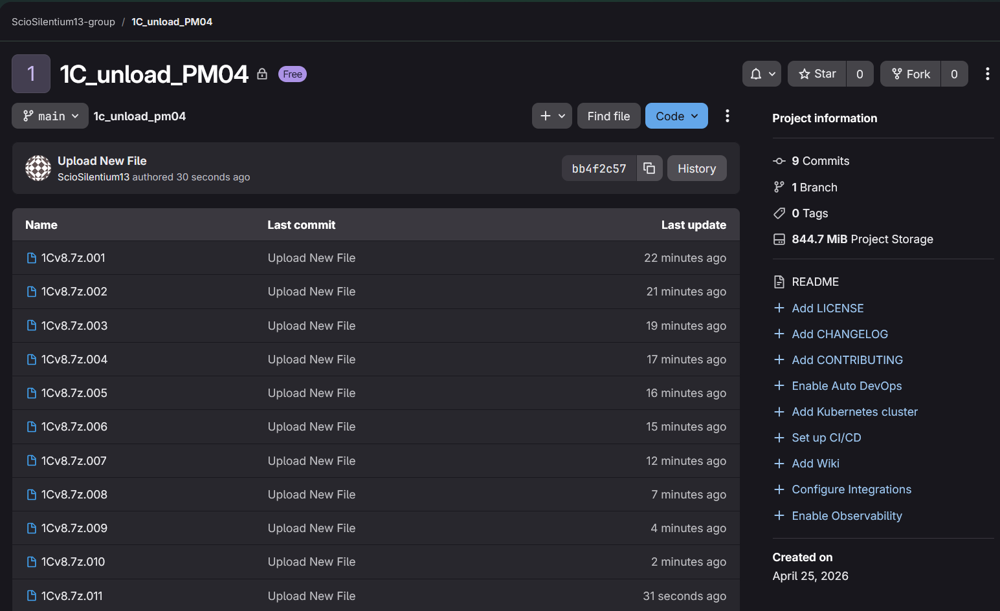 ScioSilentium13-group / 1C_unload_PM04
1 1C_unload_PM04 Free
Star 0 Fork 0
main 1c_unload_pm04 Find file Code
Upload New File
ScioSilentium13 authored 30 seconds ago
bb4f2c57 History
Name Last commit Last update
1Cv8.7z.001 Upload New File 22 minutes ago
1Cv8.7z.002 Upload New File 21 minutes ago
1Cv8.7z.003 Upload New File 19 minutes ago
1Cv8.7z.004 Upload New File 17 minutes ago
1Cv8.7z.005 Upload New File 16 minutes ago
1Cv8.7z.006 Upload New File 15 minutes ago
1Cv8.7z.007 Upload New File 12 minutes ago
1Cv8.7z.008 Upload New File 7 minutes ago
1Cv8.7z.009 Upload New File 4 minutes ago
1Cv8.7z.010 Upload New File 2 minutes ago
1Cv8.7z.011 Upload New File 31 seconds ago
Project information
9 Commits
1 Branch
0 Tags
844.7 MiB Project Storage
README
Add LICENSE
Add CHANGELOG
Add CONTRIBUTING
Enable Auto DevOps
Add Kubernetes cluster
Set up CI/CD
Add Wiki
Configure Integrations
Enable Observability
Created on
April 25, 2026